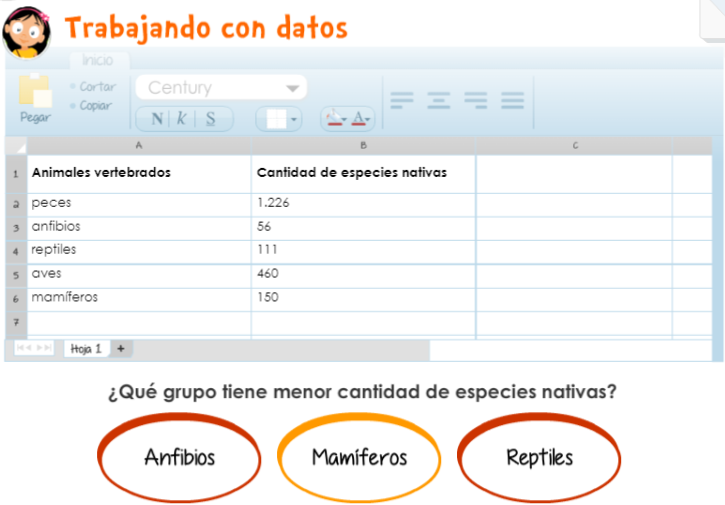 Trabajando con datos
Inicio
Cortar
Copiar
Pegar
Century
N K S
A
A B C
1 Animales vertebrados Cantidad de especies nativas
2 peces 1.226
3 anfibios 56
4 reptiles 111
5 aves 460
6 mamíferos 150
7
Hoja 1 +
¿Qué grupo tiene menor cantidad de especies nativas?
Anfibios Mamíferos Reptiles